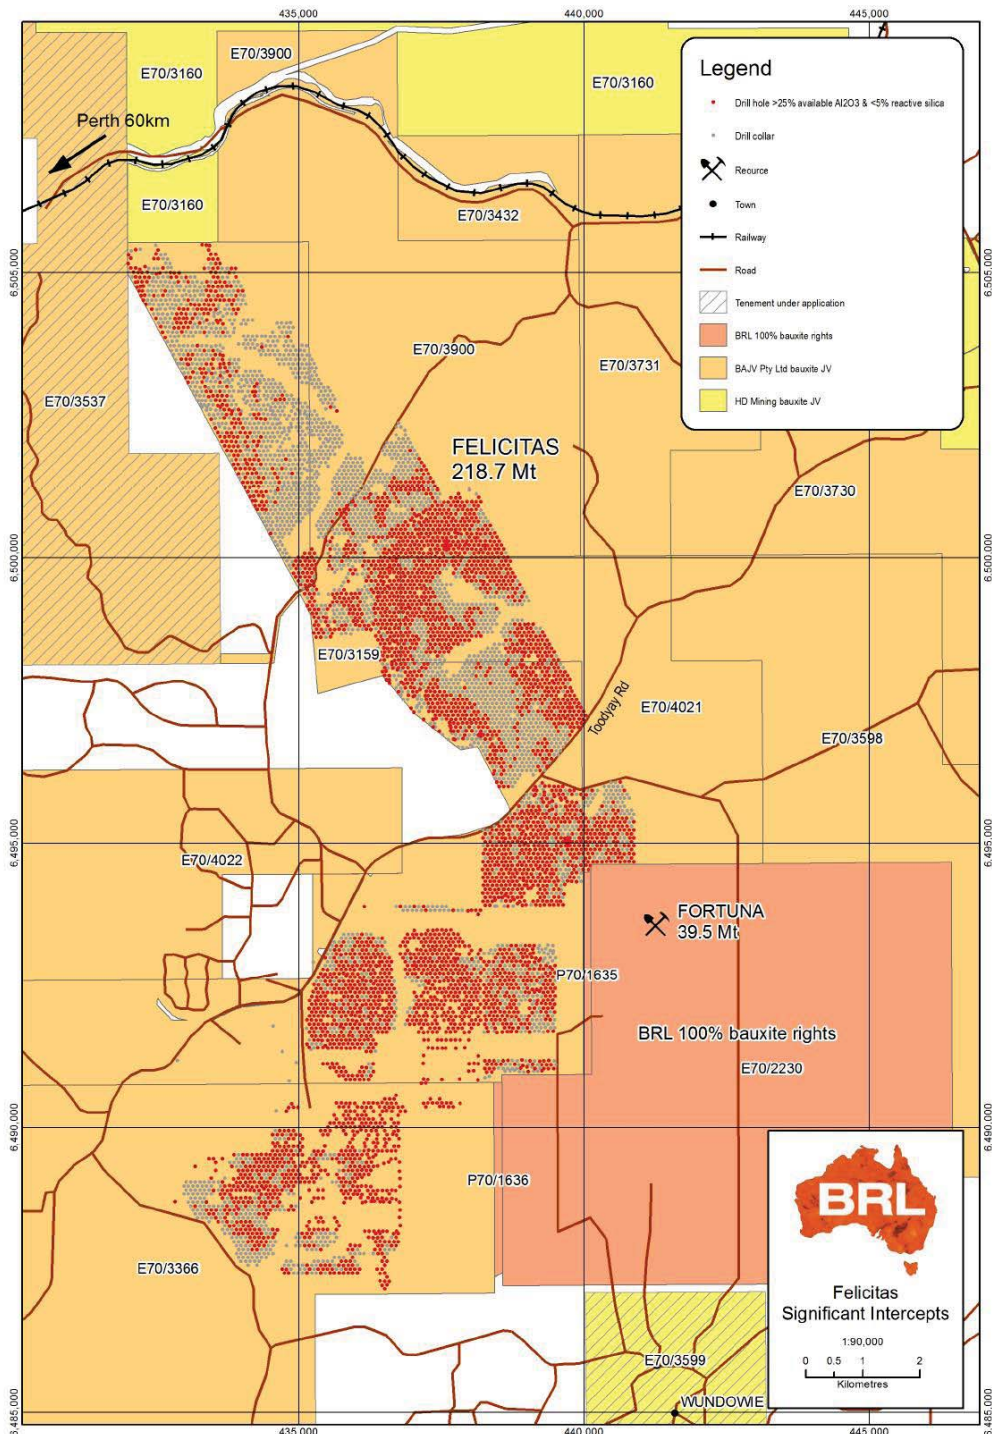 435,000
440,000
445,000
E70/3900
E70/3160
E70/3160
Perth 60km
E70/3160
E70/3432
Legend
Drill hole >25% available Al2O3 & <5% reactive silica
Drill collar
Reource
Town
Railway
Road
Tenement under application
BRL 100% bauxite rights
BAJV Pty Ltd bauxite JV
HD Mining bauxite JV
6,505,000
6,505,000
E70/3900
E70/3731
E70/3537
FELICITAS
218.7 Mt
E70/3730
6,500,000
6,500,000
E70/3159
Toodyay Rd
E70/4021
E70/3598
6,495,000
6,495,000
E70/4022
FORTUNA
39.5 Mt
P70/1635
BRL 100% bauxite rights
E70/2230
6,490,000
6,490,000
P70/1636
E70/3366
BRL
Felicitas
Significant Intercepts
1:90,000
0 0.5 1 2
Kilometres
E70/3599
WUNDOWIE
6,485,000
6,485,000
435,000
440,000
445,000